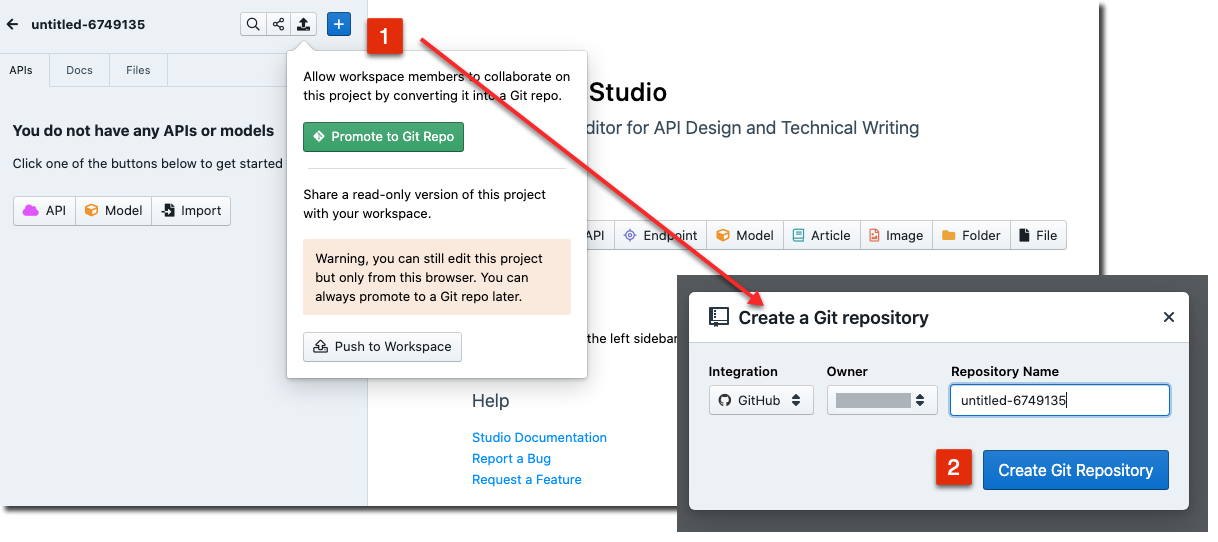 untitled-6749135
1
APIs
Docs
Files
You do not have any APIs or models
Click one of the buttons below to get started
API
Model
Import
Allow workspace members to collaborate on
this project by converting it into a Git repo.
Promote to Git Repo
Share a read-only version of this project
with your workspace.
Warning, you can still edit this project
but only from this browser. You can
always promote to a Git repo later.
Push to Workspace
Studio
ditor for API Design and Technical Writing
API
Endpoint
Model
Article
Image
Folder
File
the left sidebar
Help
Studio Documentation
Report a Bug
Request a Feature
Create a Git repository
Integration
Owner
Repository Name
GitHub
untitled-6749135
2
Create Git Repository